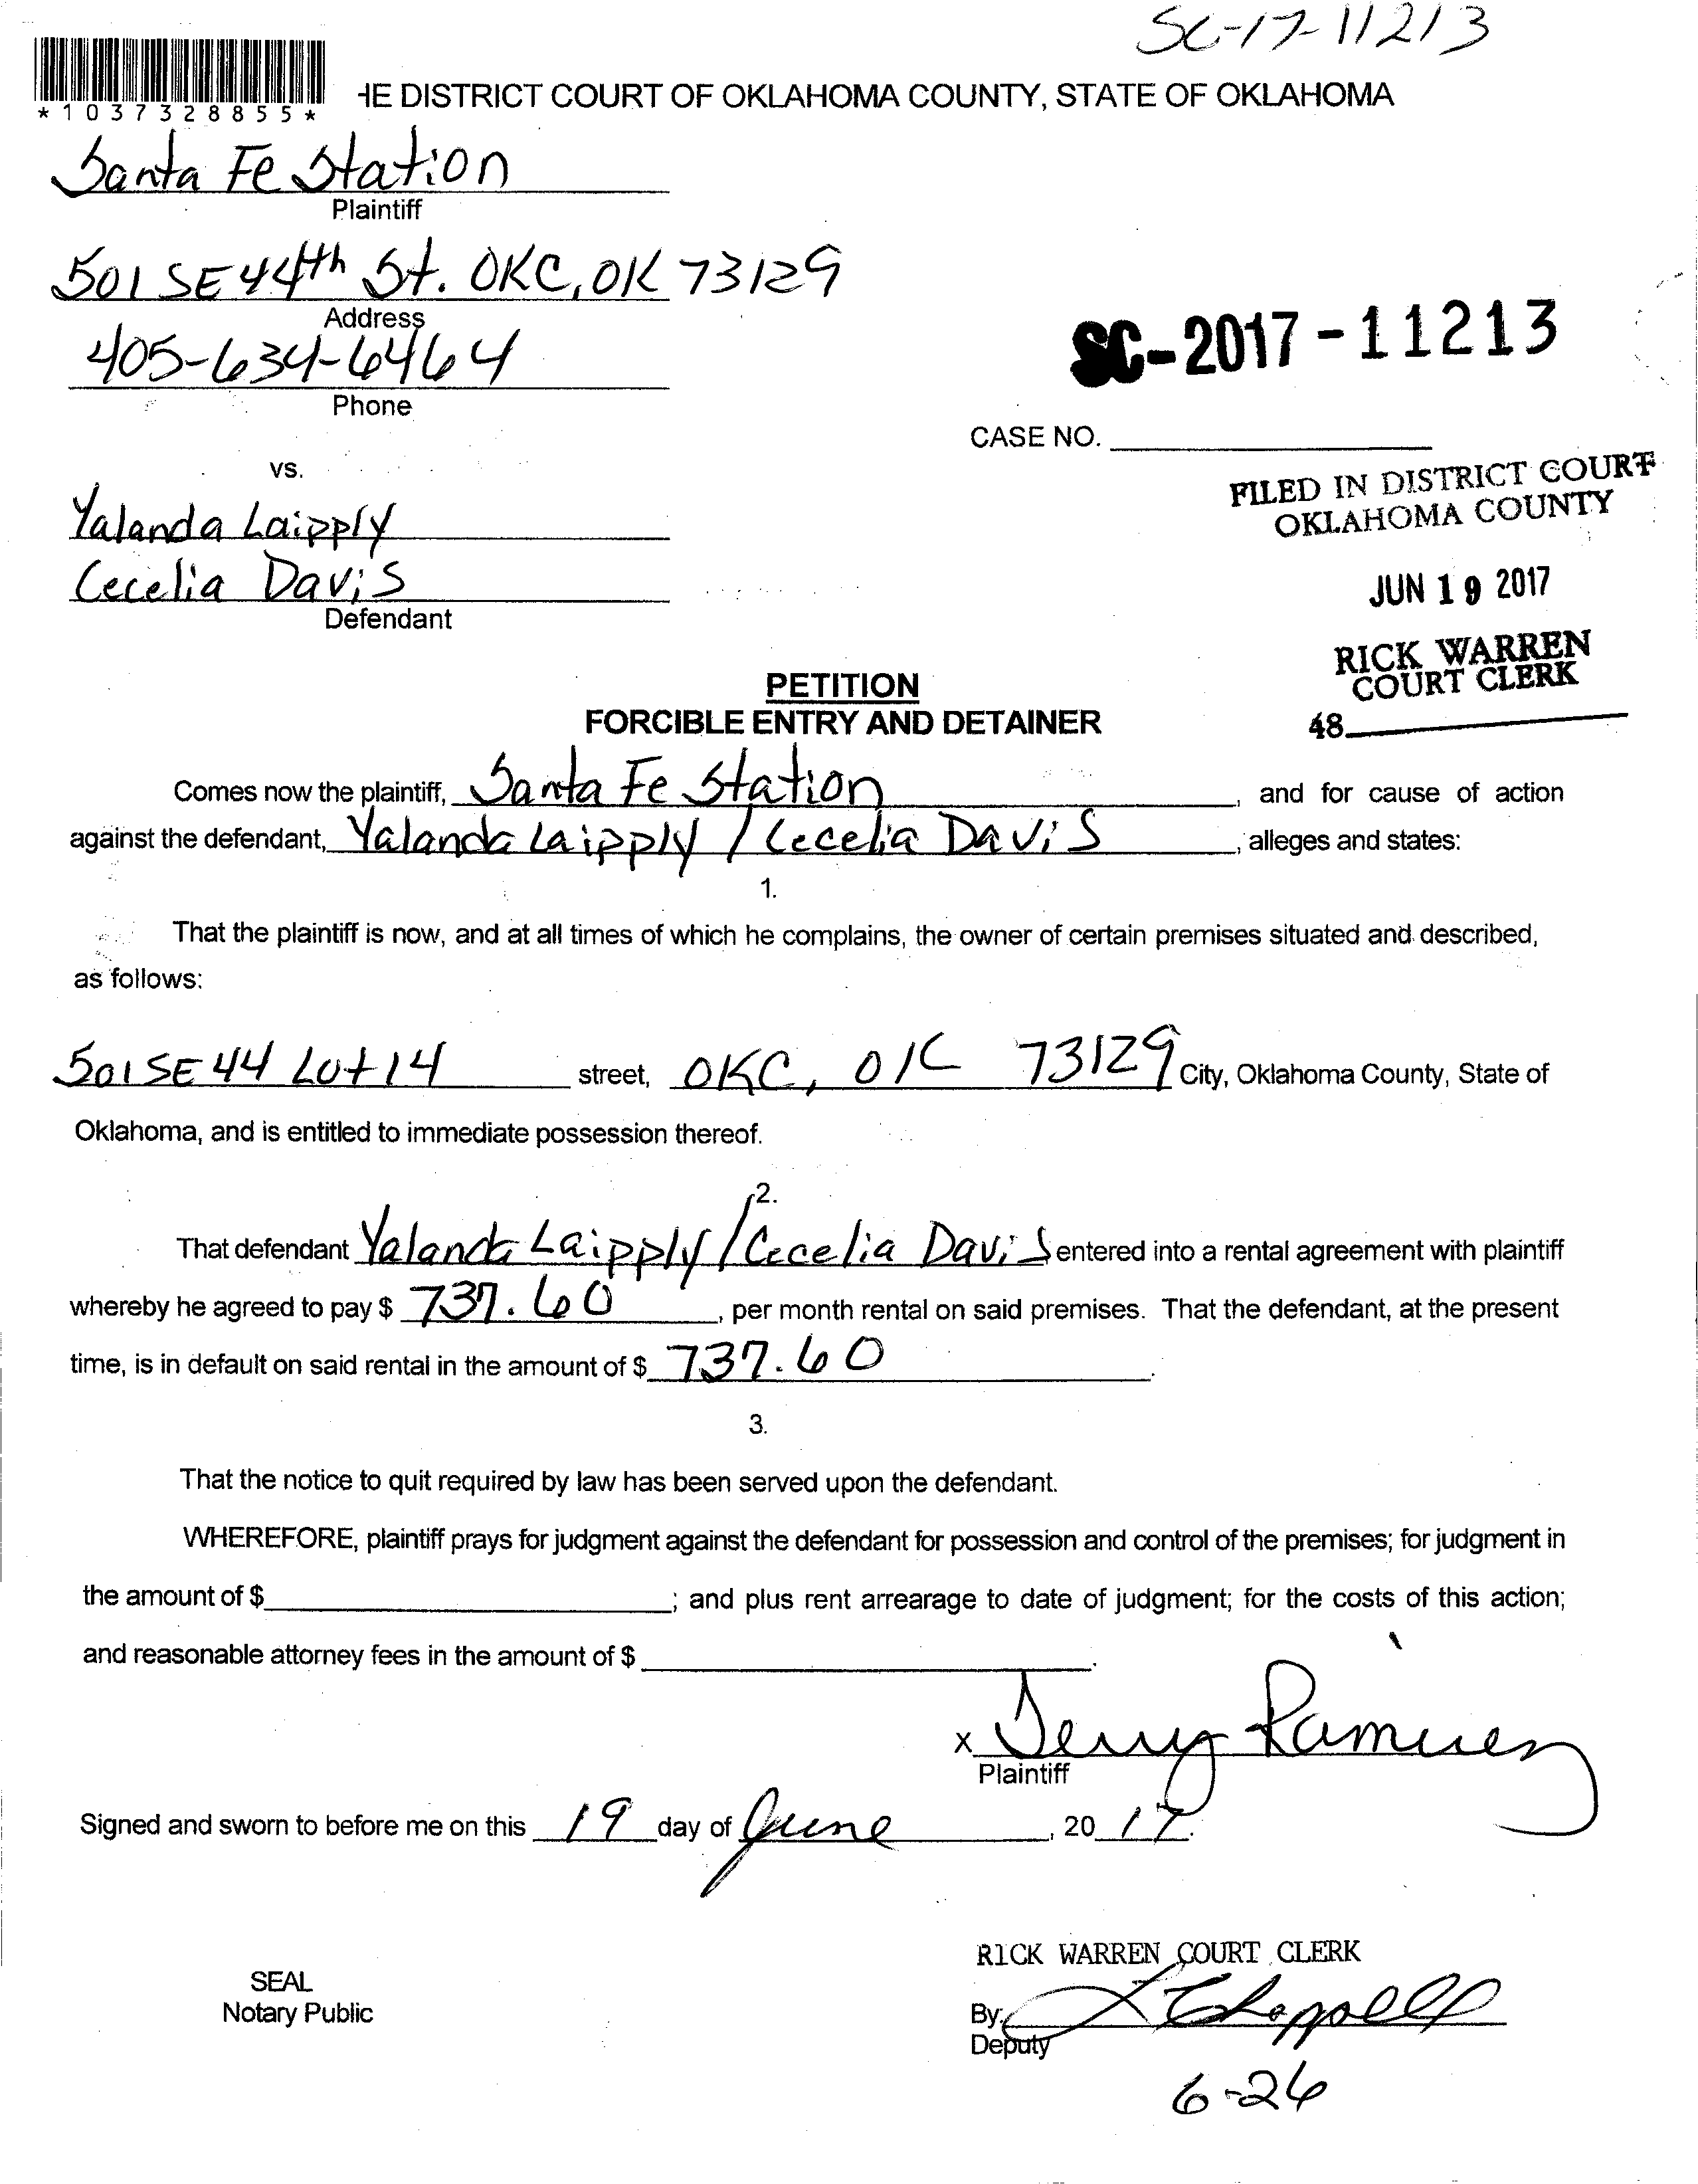 SC-17-11213
*1037328855*
HE DISTRICT COURT OF OKLAHOMA COUNTY, STATE OF OKLAHOMA
Santa Fe Station
Plaintiff
501 SE 44th St. OKC, OK 73129
Address
405-634-6464
Phone
SC-2017-11213
CASE NO.
vs.
FILED IN DISTRICT COURT
OKLAHOMA COUNTY
Yalanda Laipply
Cecelia Davis
Defendant
JUN 19 2017
RICK WARREN
COURT CLERK
48
PETITION
FORCIBLE ENTRY AND DETAINER
Comes now the plaintiff, Santa Fe Station, and for cause of action
against the defendant, Yalanda Laipply / Cecelia Davis, alleges and states:
1.
That the plaintiff is now, and at all times of which he complains, the owner of certain premises situated and described,
as follows:
501 SE 44 Lot 14 street, OKC, OK 73129 City, Oklahoma County, State of
Oklahoma, and is entitled to immediate possession thereof.
2.
That defendant Yalanda Laipply / Cecelia Davis entered into a rental agreement with plaintiff
whereby he agreed to pay $ 737.60, per month rental on said premises. That the defendant, at the present
time, is in default on said rental in the amount of $ 737.60.
3.
That the notice to quit required by law has been served upon the defendant.
WHEREFORE, plaintiff prays for judgment against the defendant for possession and control of the premises; for judgment in
the amount of $ ; and plus rent arrearage to date of judgment; for the costs of this action;
and reasonable attorney fees in the amount of $ .
x Jerry Ramirez
Plaintiff
Signed and sworn to before me on this 19 day of June, 20 17.
RICK WARREN COURT CLERK
SEAL
Notary Public
By: Chappell
Deputy
6-26